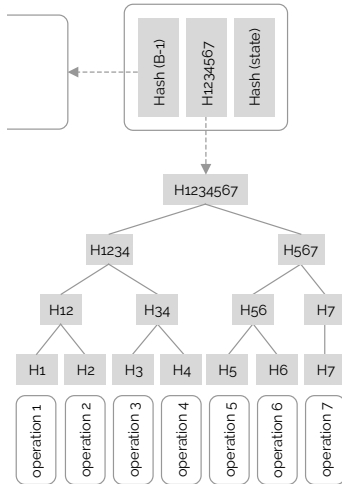 Hash (B-1)
H1234567
Hash (state)
H1234567
H1234
H567
H12
H34
H56
H7
H1
H2
H3
H4
H5
H6
H7
operation 1
operation 2
operation 3
operation 4
operation 5
operation 6
operation 7